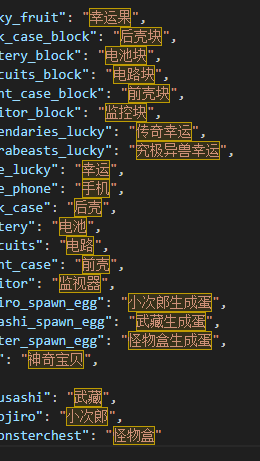 ky_fruit": "幸运果",
k_case_block": "后壳块",
tery_block": "电池块",
cuits_block": "电路块",
nt_case_block": "前壳块",
itor_block": "监控块",
endaries_lucky": "传奇幸运",
rabeasts_lucky": "究极异兽幸运",
e_lucky": "幸运",
e_phone": "手机",
k_case": "后壳",
tery": "电池",
cuits": "电路",
nt_case": "前壳",
itor": "监视器",
iro_spawn_egg": "小次郎生成蛋",
ashi_spawn_egg": "武藏生成蛋",
ter_spawn_egg": "怪物盒生成蛋",
": "神奇宝贝",
usashi": "武藏",
ojiro": "小次郎",
onsterchest": "怪物盒"